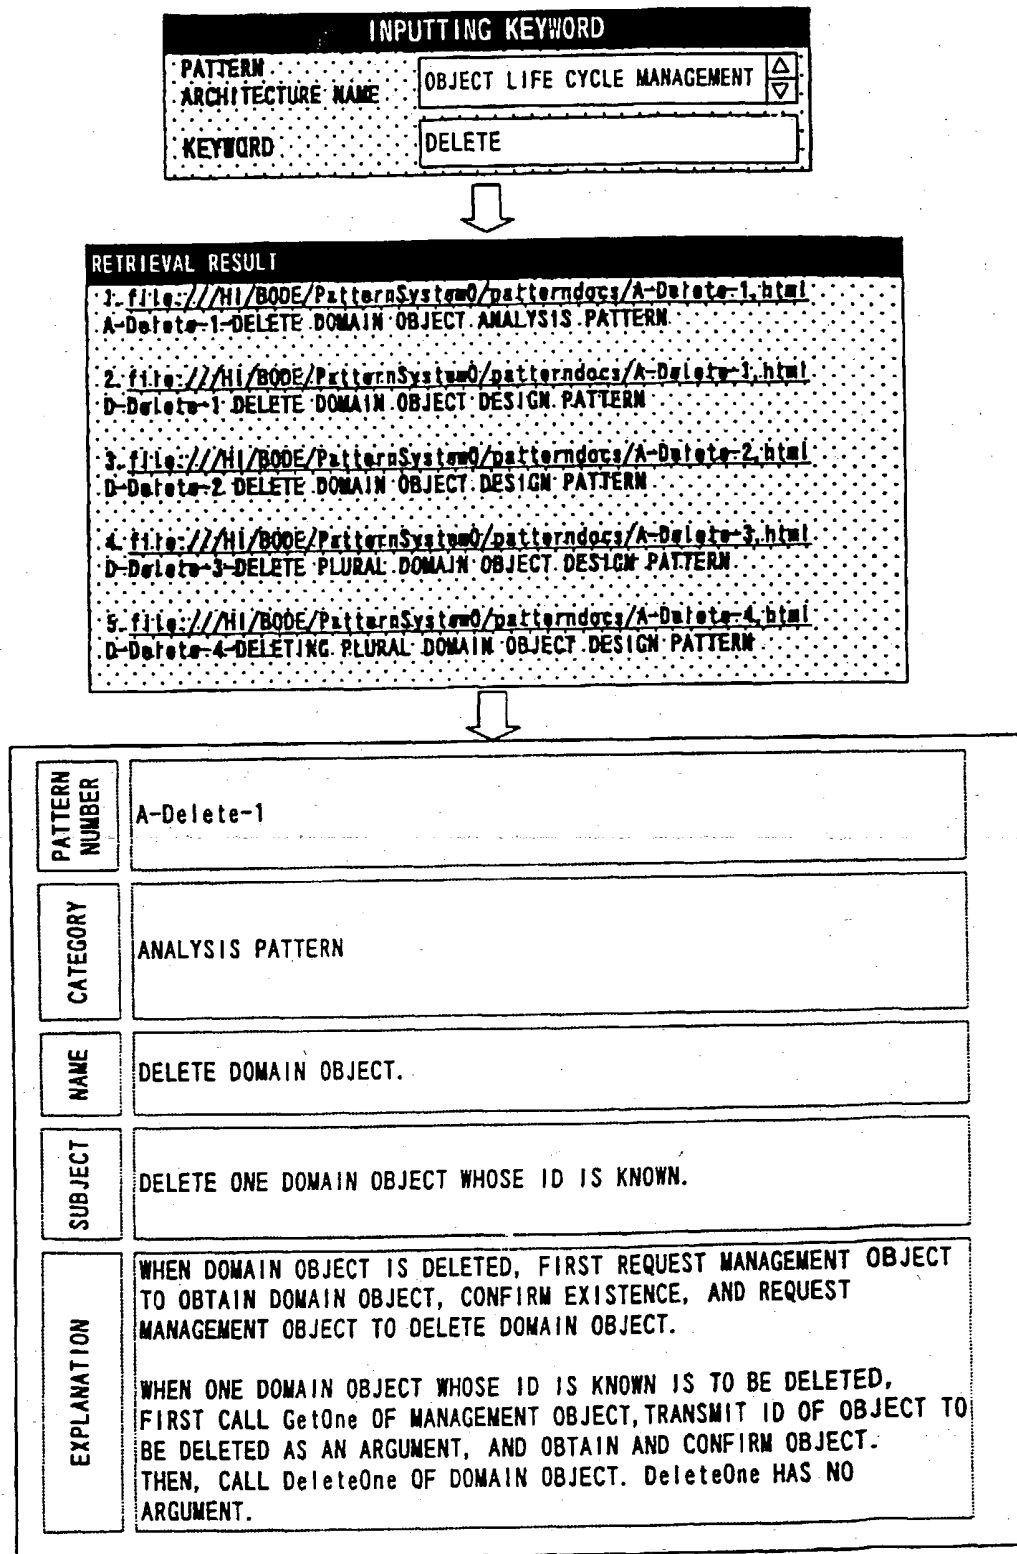 INPUTTING KEYWORD
PATTERN
ARCHITECTURE NAME
OBJECT LIFE CYCLE MANAGEMENT
KEYWORD
DELETE
RETRIEVAL RESULT
1. file:///H1/BODE/PatternSystem0/patterndocs/A-Delete-1.html
A-Delete-1-DELETE DOMAIN OBJECT ANALYSIS PATTERN
2. file:///H1/BODE/PatternSystem0/patterndocs/A-Delete-1.html
D-Delete-1 DELETE DOMAIN OBJECT DESIGN PATTERN
3. file:///H1/BODE/PatternSystem0/patterndocs/A-Delete-2.html
D-Delete-2 DELETE DOMAIN OBJECT DESIGN PATTERN
4. file:///H1/BODE/PatternSystem0/patterndocs/A-Delete-3.html
D-Delete-3-DELETE PLURAL DOMAIN OBJECT DESIGN PATTERN
5. file:///H1/BODE/PatternSystem0/patterndocs/A-Delete-4.html
D-Delete-4-DELETING PLURAL DOMAIN OBJECT DESIGN PATTERN
PATTERN
NUMBER
A-Delete-1
CATEGORY
ANALYSIS PATTERN
NAME
DELETE DOMAIN OBJECT.
SUBJECT
DELETE ONE DOMAIN OBJECT WHOSE ID IS KNOWN.
EXPLANATION
WHEN DOMAIN OBJECT IS DELETED, FIRST REQUEST MANAGEMENT OBJECT
TO OBTAIN DOMAIN OBJECT, CONFIRM EXISTENCE, AND REQUEST
MANAGEMENT OBJECT TO DELETE DOMAIN OBJECT.
WHEN ONE DOMAIN OBJECT WHOSE ID IS KNOWN IS TO BE DELETED,
FIRST CALL GetOne OF MANAGEMENT OBJECT, TRANSMIT ID OF OBJECT TO
BE DELETED AS AN ARGUMENT, AND OBTAIN AND CONFIRM OBJECT.
THEN, CALL DeleteOne OF DOMAIN OBJECT. DeleteOne HAS NO
ARGUMENT.